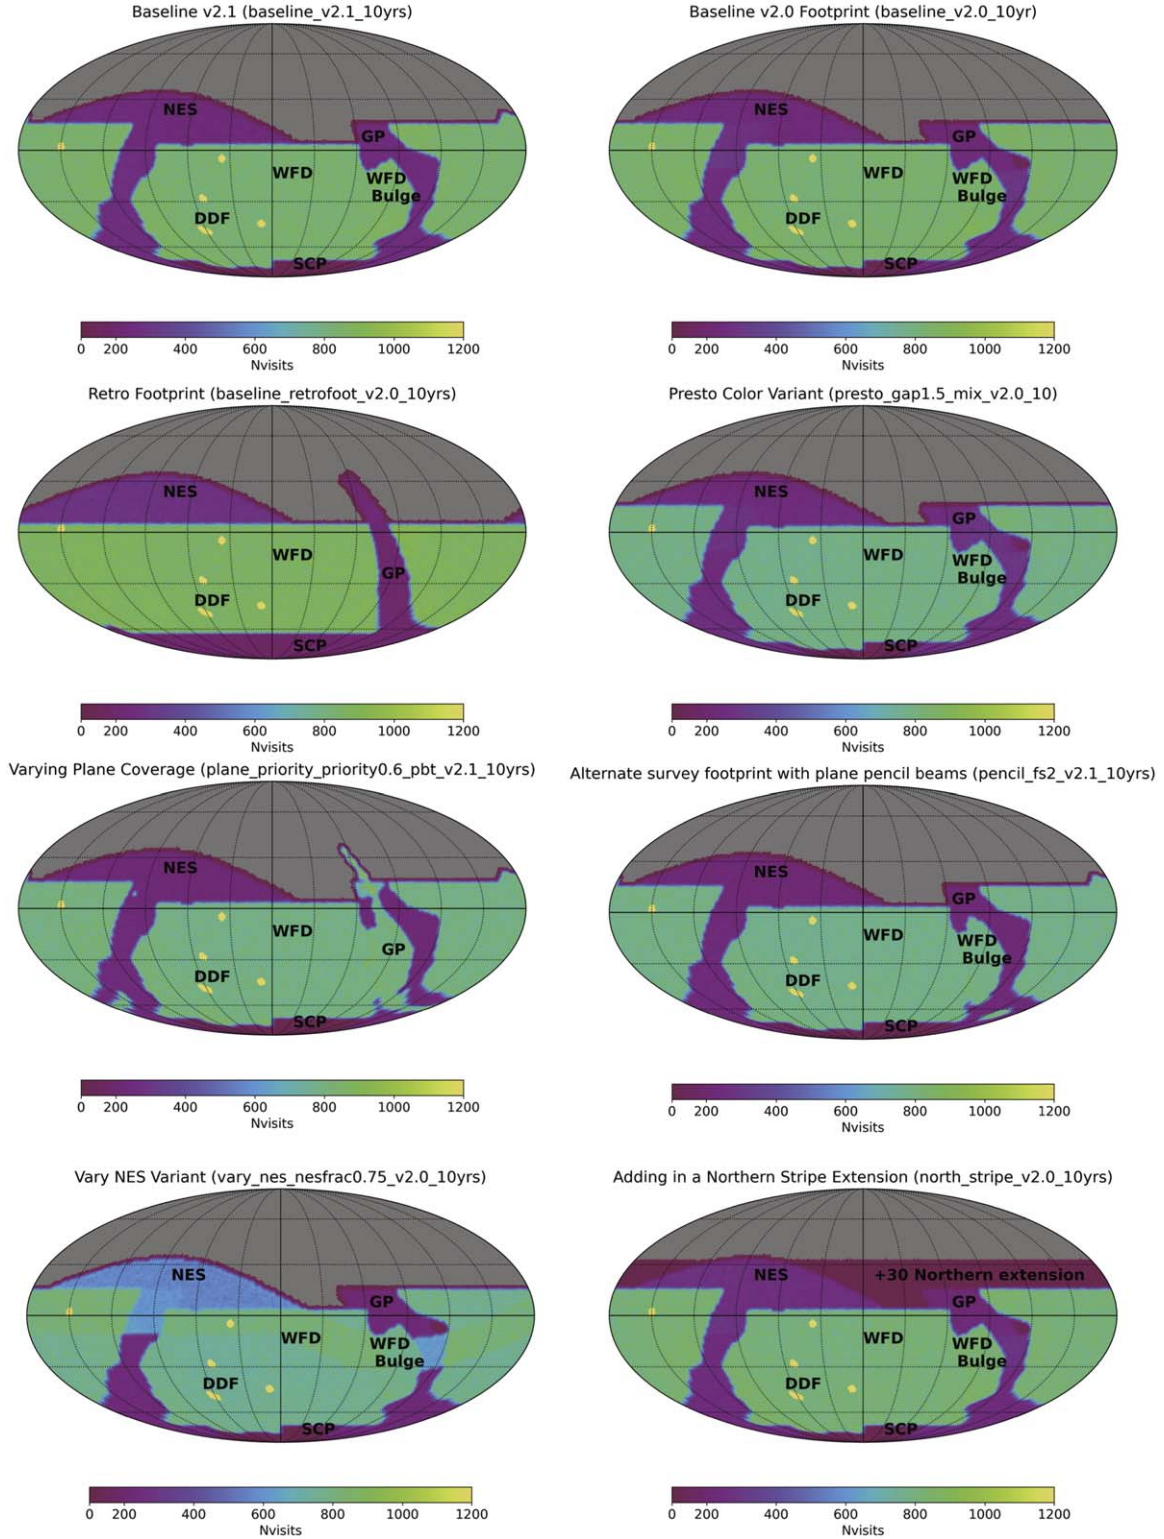 Baseline v2.1 (baseline_v2.1_10yrs)
NES
GP
WFD
WFD
Bulge
DDF
SCP
0 200 400 600 800 1000 1200
Nvisits
Baseline v2.0 Footprint (baseline_v2.0_10yr)
NES
GP
WFD
WFD
Bulge
DDF
SCP
0 200 400 600 800 1000 1200
Nvisits
Retro Footprint (baseline_retrofoot_v2.0_10yrs)
NES
WFD
GP
DDF
SCP
0 200 400 600 800 1000 1200
Nvisits
Presto Color Variant (presto_gap1.5_mix_v2.0_10)
NES
GP
WFD
WFD
Bulge
DDF
SCP
0 200 400 600 800 1000 1200
Nvisits
Varying Plane Coverage (plane_priority_priority0.6_pbt_v2.1_10yrs)
NES
WFD
GP
DDF
SCP
0 200 400 600 800 1000 1200
Nvisits
Alternate survey footprint with plane pencil beams (pencil_fs2_v2.1_10yrs)
NES
GP
WFD
WFD
Bulge
DDF
SCP
0 200 400 600 800 1000 1200
Nvisits
Vary NES Variant (vary_nes_nesfrac0.75_v2.0_10yrs)
NES
GP
WFD
WFD
Bulge
DDF
SCP
0 200 400 600 800 1000 1200
Nvisits
Adding in a Northern Stripe Extension (north_stripe_v2.0_10yrs)
NES
+30 Northern extension
GP
WFD
WFD
Bulge
DDF
SCP
0 200 400 600 800 1000 1200
Nvisits